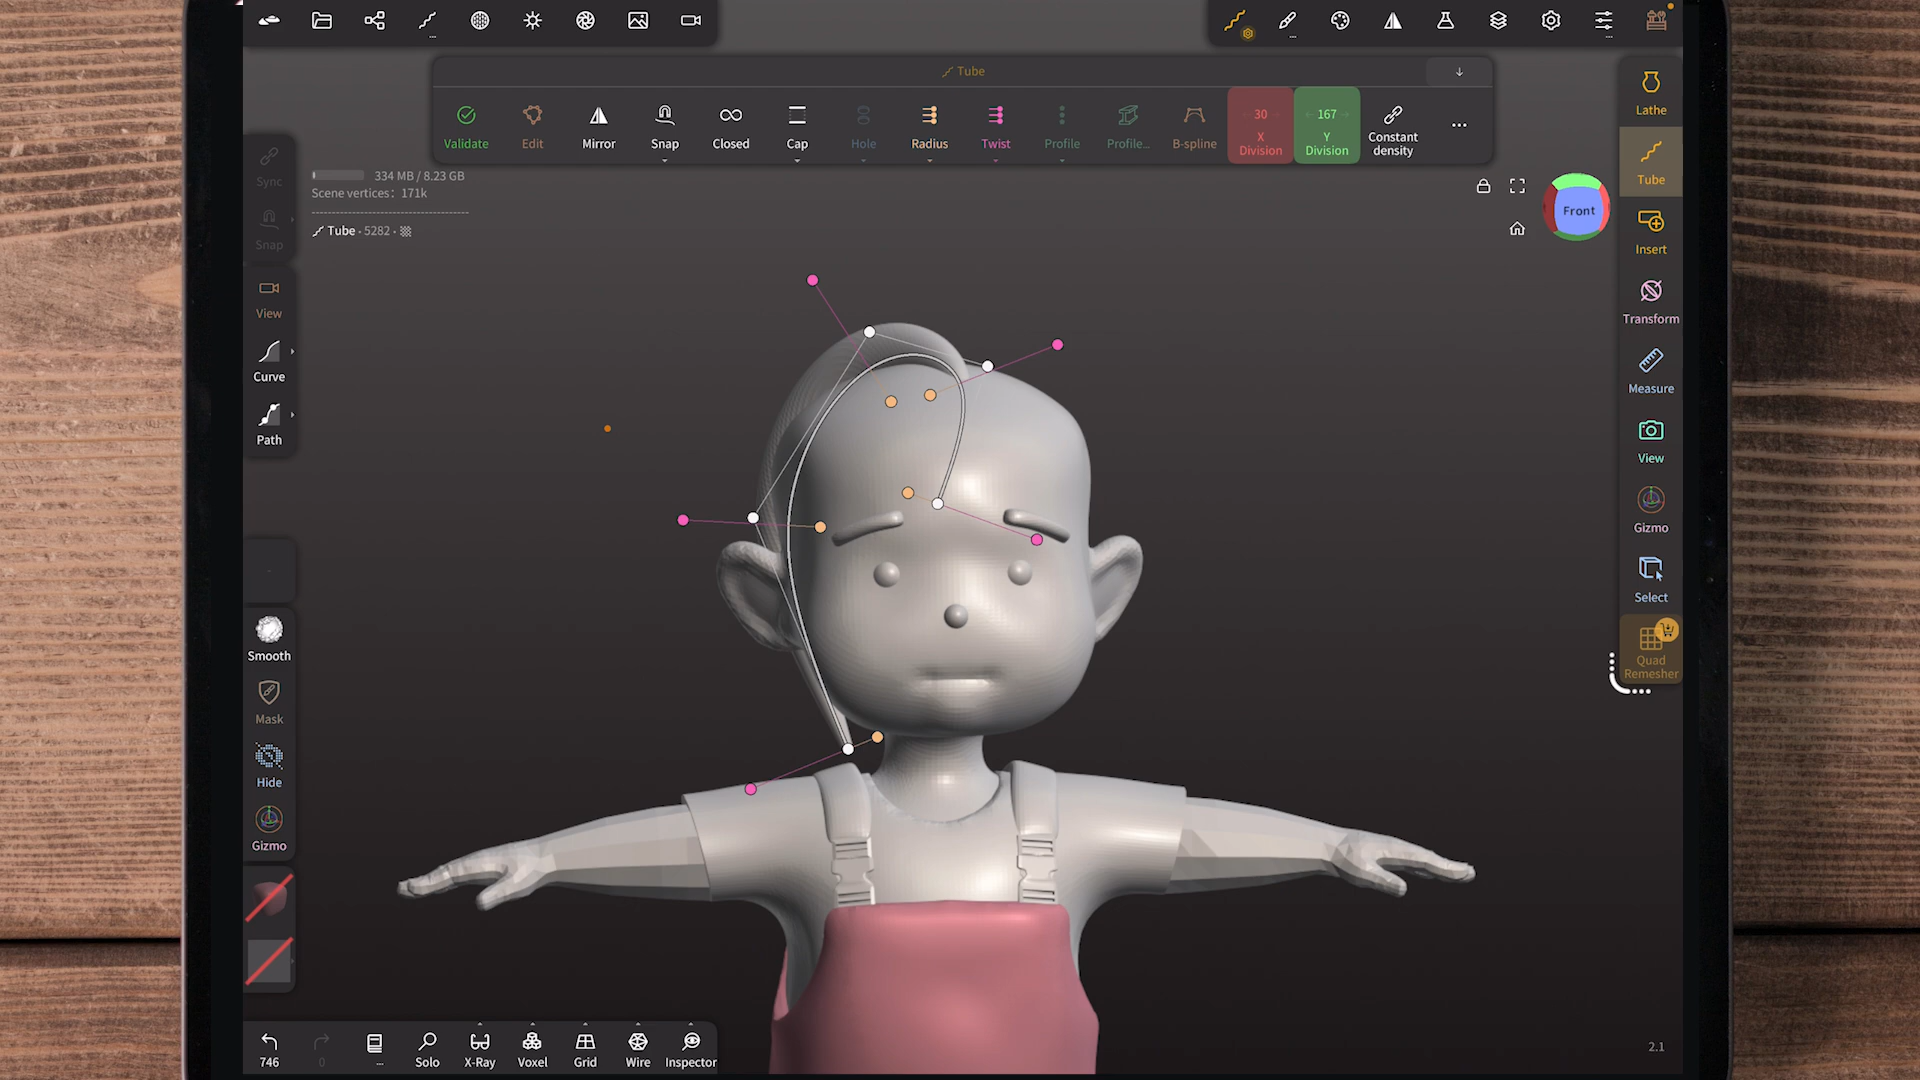 Tube
Validate
Edit
Mirror
Snap
Closed
Cap
Hole
Radius
Twist
Profile
Profile...
B-spline
30
X
Division
167
Y
Division
Constant
density
...
334 MB / 8.23 GB
Scene vertices: 171k
Tube · 5282 ·
Front
Sync
Snap
View
Curve
Path
Smooth
Mask
Hide
Gizmo
Lathe
Tube
Insert
Transform
Measure
View
Gizmo
Select
Quad
Remesher
746
0
...
Solo
X-Ray
Voxel
Grid
Wire
Inspector
2.1